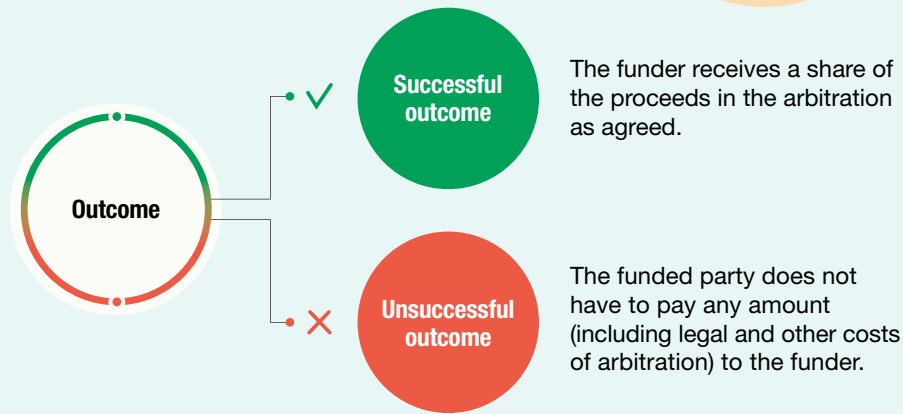 Outcome
Successful
outcome
The funder receives a share of
the proceeds in the arbitration
as agreed.
Unsuccessful
outcome
The funded party does not
have to pay any amount
(including legal and other costs
of arbitration) to the funder.